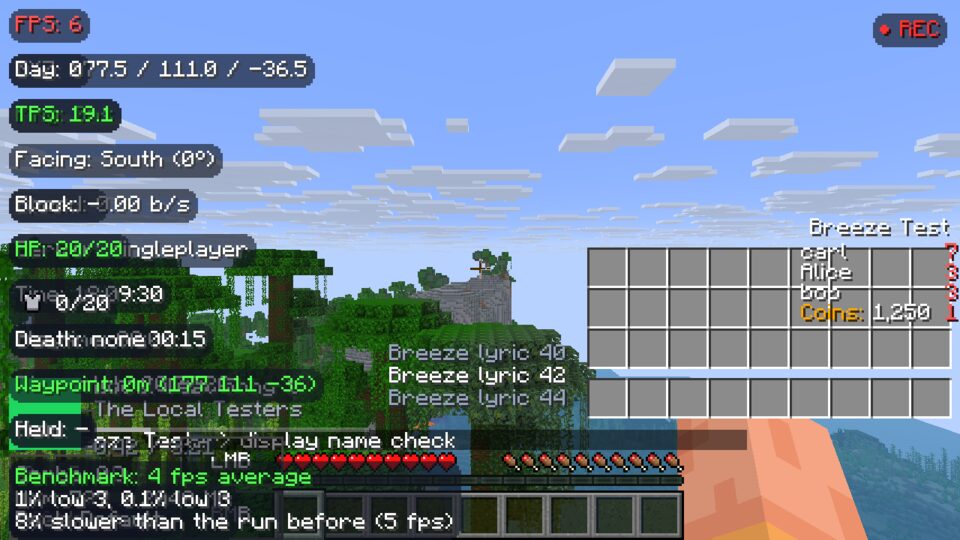 FPS: 6
REC
Day: 077.5 / 111.0 / -36.5
TPS: 19.1
Facing: South (0°)
Block: -.00 b/s
Breeze Test
HP: 20/20 ingleplayer
carl 7
Alice 3
bob 3
Coins: 1,250 1
9:30
0/20
Death: none 00:15
Breeze lyric 40
Breeze lyric 42
Breeze lyric 44
Waypoint: 0m (177 111 -36)
The Local Testers
Held: -
display name check
LMB
Benchmark: 4 fps average
1% low 3, 0.1% low 3
8% slower than the run before (5 fps)